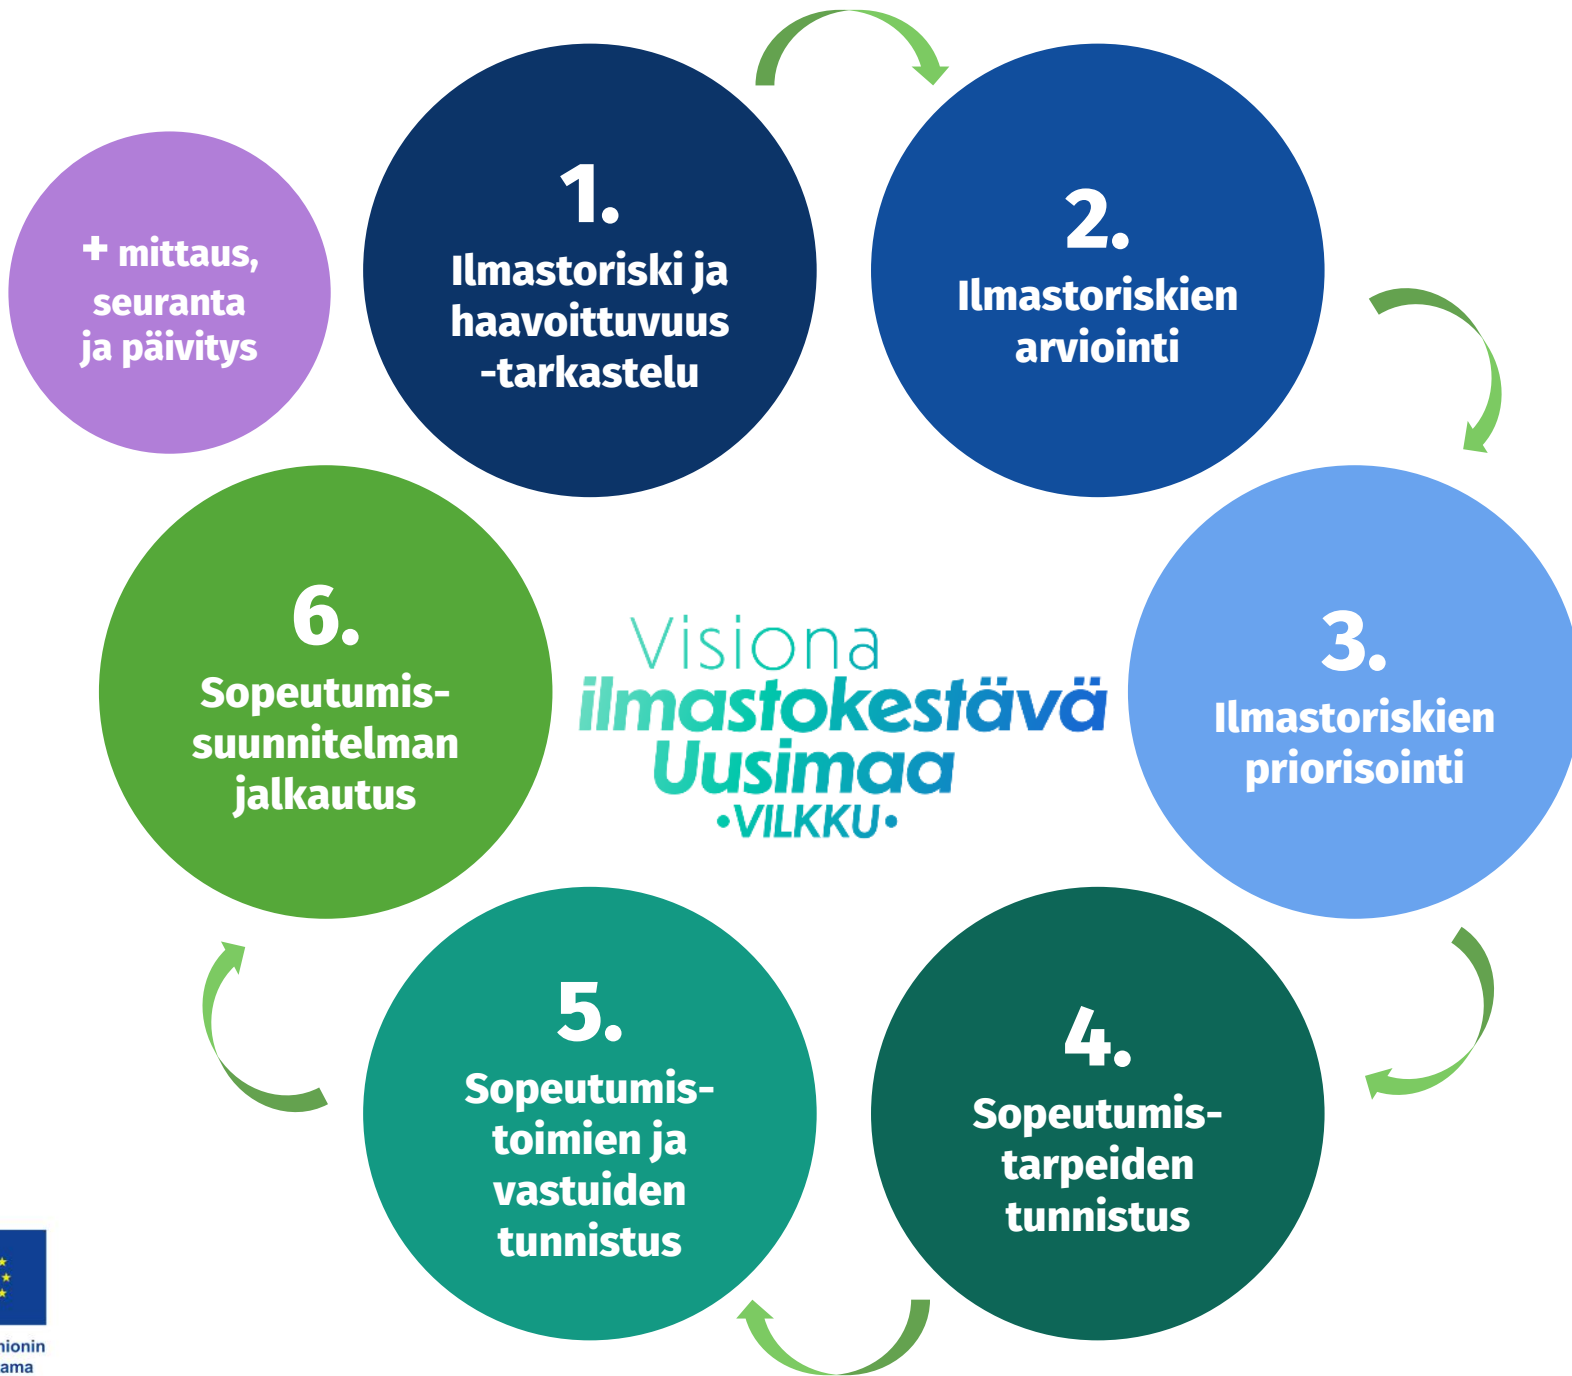 1.
Ilmastoriski ja
haavoittuvuus
-tarkastelu
2.
Ilmastoriskien
arviointi
3.
Ilmastoriskien
priorisointi
4.
Sopeutumis-
tarpeiden
tunnistus
5.
Sopeutumis-
toimien ja
vastuiden
tunnistus
6.
Sopeutumis-
suunnitelman
jalkautus
+ mittaus,
seuranta
ja päivitys
Visiona
ilmastokestävä
Uusimaa
•VILKKU•